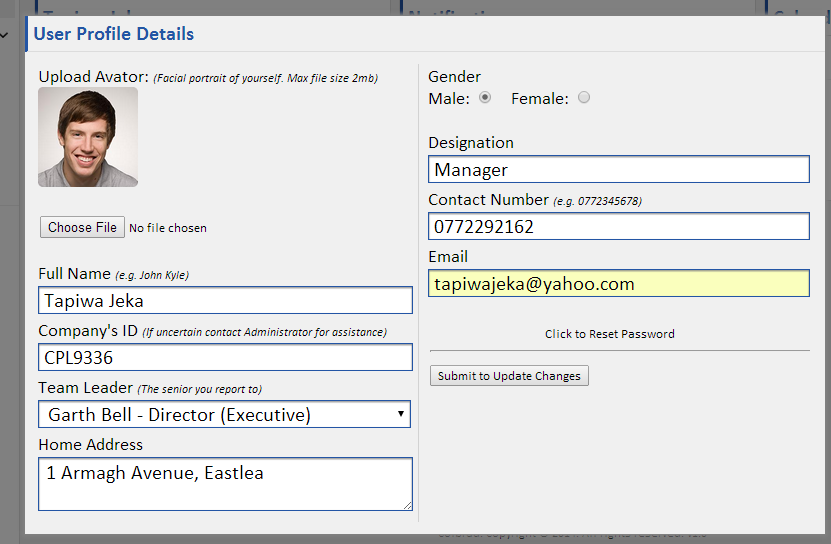 User Profile Details
Upload Avator: (Facial portrait of yourself. Max file size 2mb)
Choose File No file chosen
Full Name (e.g. John Kyle)
Tapiwa Jeka
Company's ID (If uncertain contact Administrator for assistance)
CPL9336
Team Leader (The senior you report to)
Garth Bell - Director (Executive)
Home Address
1 Armagh Avenue, Eastlea
Gender
Male: Female:
Designation
Manager
Contact Number (e.g. 0772345678)
0772292162
Email
tapiwajeka@yahoo.com
Click to Reset Password
Submit to Update Changes